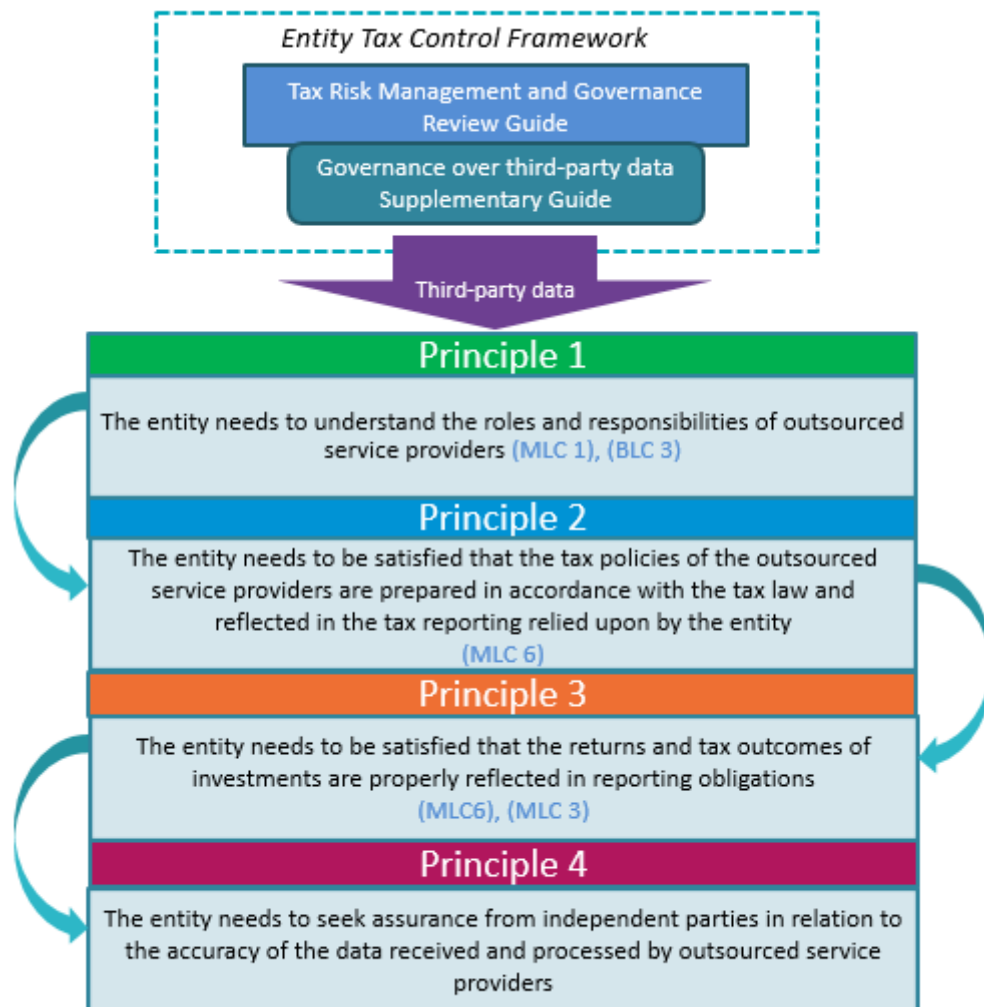 Entity Tax Control Framework
Tax Risk Management and Governance
Review Guide
Governance over third-party data
Supplementary Guide
Third-party data
Principle 1
The entity needs to understand the roles and responsibilities of outsourced
service providers (MLC 1), (BLC 3)
Principle 2
The entity needs to be satisfied that the tax policies of the outsourced
service providers are prepared in accordance with the tax law and
reflected in the tax reporting relied upon by the entity
(MLC 6)
Principle 3
The entity needs to be satisfied that the returns and tax outcomes of
investments are properly reflected in reporting obligations
(MLC6), (MLC 3)
Principle 4
The entity needs to seek assurance from independent parties in relation to
the accuracy of the data received and processed by outsourced service
providers